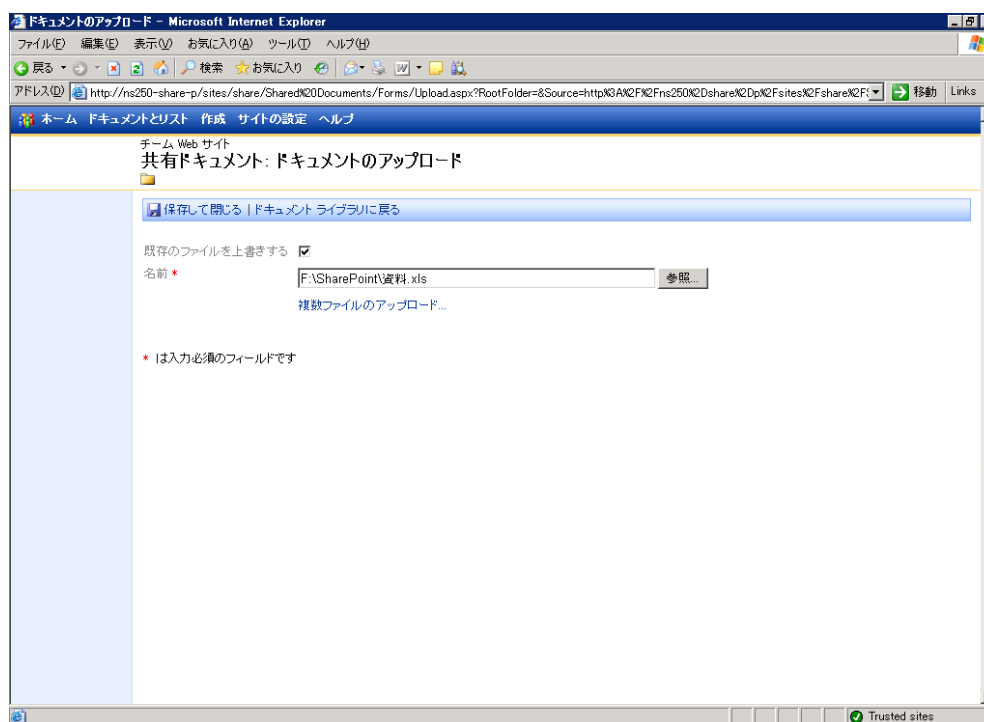 ドキュメントのアップロード - Microsoft Internet Explorer
ファイル(F) 編集(E) 表示(V) お気に入り(A) ツール(T) ヘルプ(H)
戻る 検索 お気に入り
アドレス(D) http://ns250-share-p/sites/share/Shared%20Documents/Forms/Upload.aspx?RootFolder=&Source=http%3A%2F%2Fns250%2Dshare%2Dp%2Fsites%2Fshare%2F 移動 Links
ホーム ドキュメントとリスト 作成 サイトの設定 ヘルプ
チーム Web サイト
共有ドキュメント: ドキュメントのアップロード
保存して閉じる | ドキュメント ライブラリに戻る
既存のファイルを上書きする
名前 * F:\SharePoint\資料.xls 参照...
複数ファイルのアップロード...
* は入力必須のフィールドです
Trusted sites